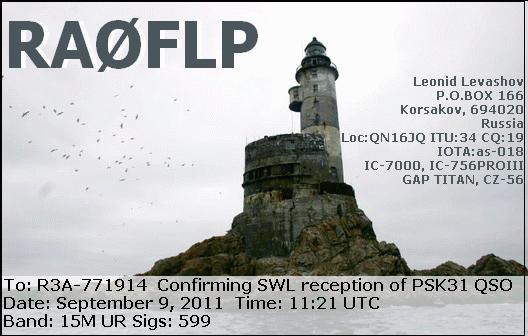 RAØFLP
Leonid Levashov
P.O.BOX 166
Korsakov, 694020
Russia
Loc:QN16JQ ITU:34 CQ:19
IOTA:as-018
IC-7000, IC-756PROIII
GAP TITAN, CZ-56
To: R3A-771914 Confirming SWL reception of PSK31 QSO
Date: September 9, 2011 Time: 11:21 UTC
Band: 15M UR Sigs: 599